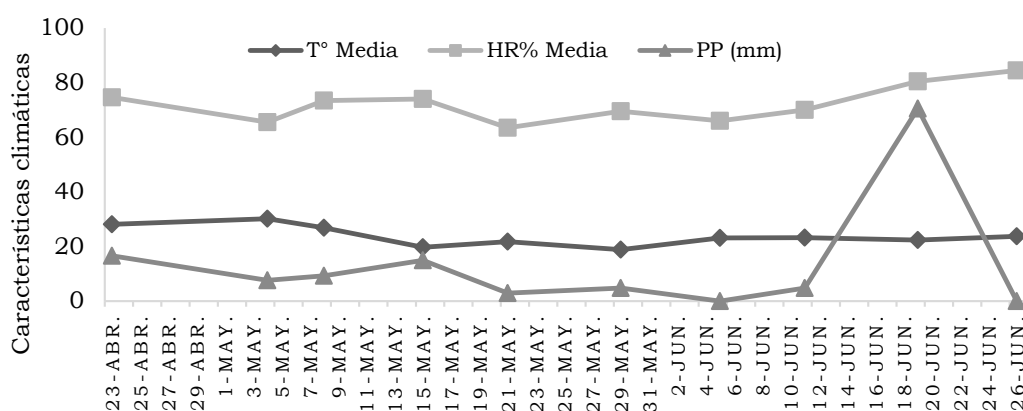 100
T° Media
HR% Media
PP (mm)
80
60
40
20
0
Características climáticas
23-ABR.
25-ABR.
27-ABR.
29-ABR.
1-MAY.
3-MAY.
5-MAY.
7-MAY.
9-MAY.
11-MAY.
13-MAY.
15-MAY.
17-MAY.
19-MAY.
21-MAY.
23-MAY.
25-MAY.
27-MAY.
29-MAY.
31-MAY.
2-JUN.
4-JUN.
6-JUN.
8-JUN.
10-JUN.
12-JUN.
14-JUN.
16-JUN.
18-JUN.
20-JUN.
22-JUN.
24-JUN.
26-JUN.